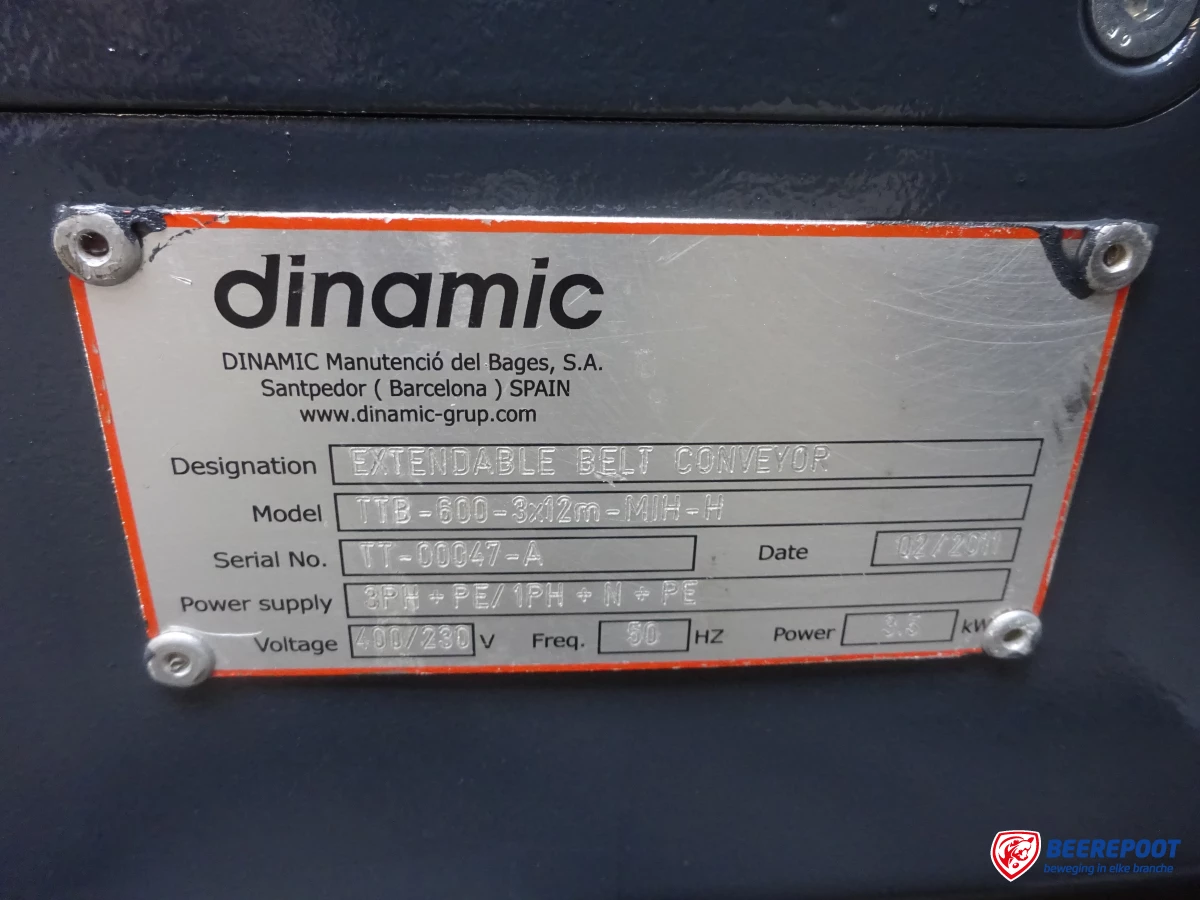 dinamic
DINAMIC Manutenció del Bages, S.A.
Santpedor ( Barcelona ) SPAIN
www.dinamic-grup.com
Designation EXTENDABLE BELT CONVEYOR
Model TTB-600-3x12m-MIH-H
Serial No. TT-00047-A Date 02/2011
Power supply 3PH + PE/1PH + N + PE
Voltage 400/230 V Freq. 50 HZ Power kW
BEEREPOOT
beweging in elke branche